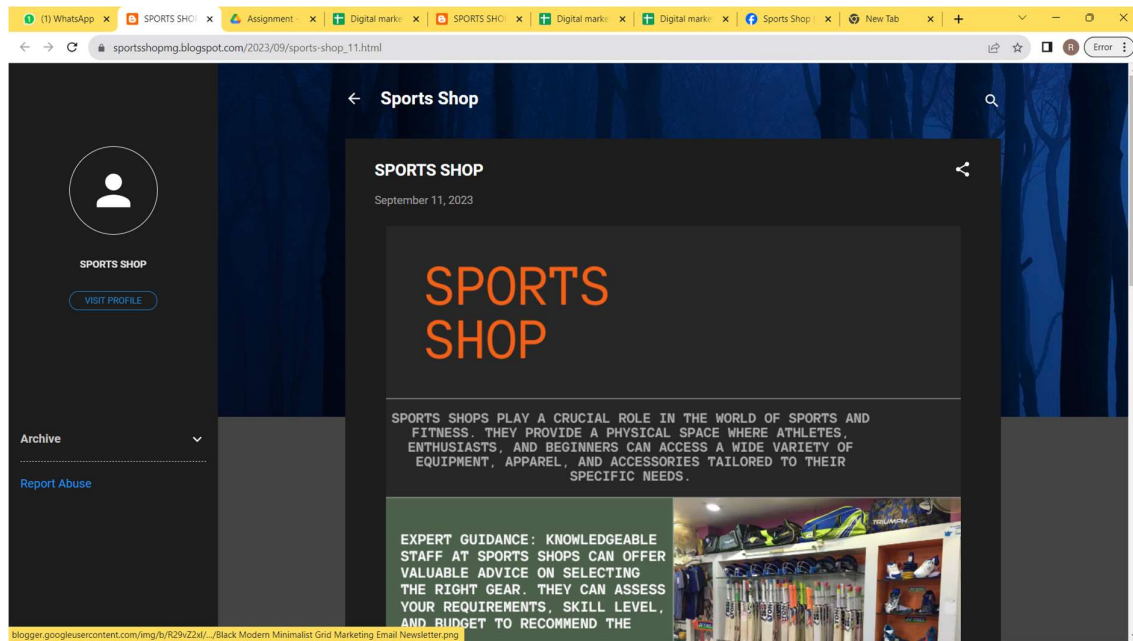 (1) WhatsApp
SPORTS SHO
Assignment -
Digital marke
SPORTS SHO
Digital marke
Digital marke
Sports Shop
New Tab
sportsshopmg.blogspot.com/2023/09/sports-shop_11.html
R
Error
Sports Shop
SPORTS SHOP
September 11, 2023
SPORTS SHOP
VISIT PROFILE
Archive
Report Abuse
SPORTS
SHOP
SPORTS SHOPS PLAY A CRUCIAL ROLE IN THE WORLD OF SPORTS AND
FITNESS. THEY PROVIDE A PHYSICAL SPACE WHERE ATHLETES,
ENTHUSIASTS, AND BEGINNERS CAN ACCESS A WIDE VARIETY OF
EQUIPMENT, APPAREL, AND ACCESSORIES TAILORED TO THEIR
SPECIFIC NEEDS.
EXPERT GUIDANCE: KNOWLEDGEABLE
STAFF AT SPORTS SHOPS CAN OFFER
VALUABLE ADVICE ON SELECTING
THE RIGHT GEAR. THEY CAN ASSESS
YOUR REQUIREMENTS, SKILL LEVEL,
AND BUDGET TO RECOMMEND THE
TRIUMPH
blogger.googleusercontent.com/img/b/R29vZ2xl/.../Black Modern Minimalist Grid Marketing Email Newsletter.png